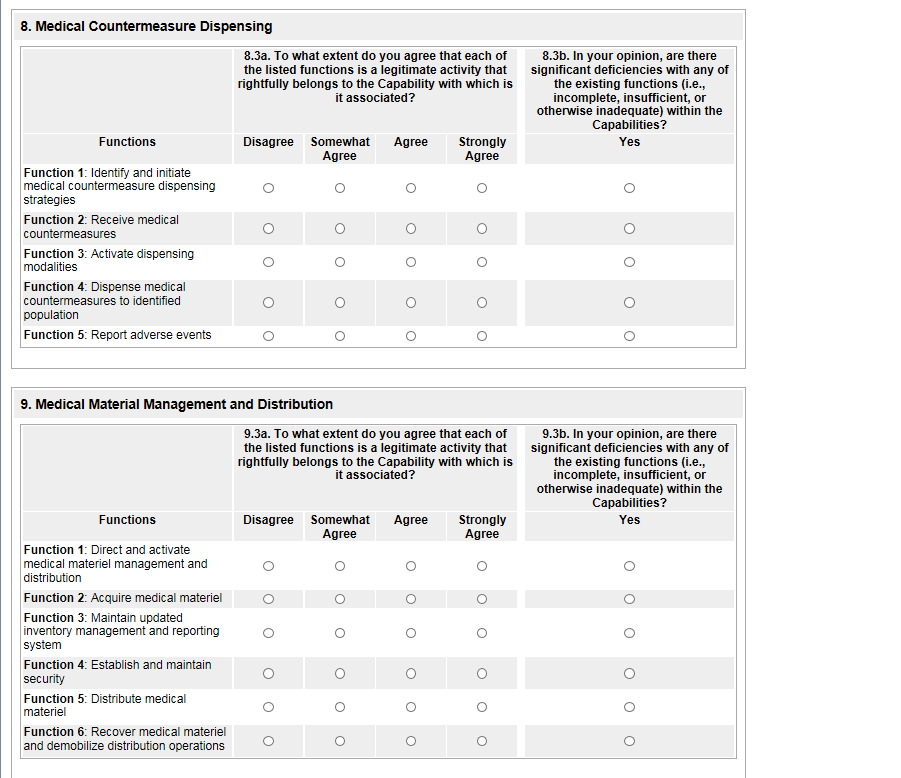 8. Medical Countermeasure Dispensing
8.3a. To what extent do you agree that each of
the listed functions is a legitimate activity that
rightfully belongs to the Capability with which is
it associated?
8.3b. In your opinion, are there
significant deficiencies with any of
the existing functions (i.e.,
incomplete, insufficient, or
otherwise inadequate) within the
Capabilities?
Functions
Disagree
Somewhat
Agree
Agree
Strongly
Agree
Yes
Function 1: Identify and initiate
medical countermeasure dispensing
strategies
Function 2: Receive medical
countermeasures
Function 3: Activate dispensing
modalities
Function 4: Dispense medical
countermeasures to identified
population
Function 5: Report adverse events
9. Medical Material Management and Distribution
9.3a. To what extent do you agree that each of
the listed functions is a legitimate activity that
rightfully belongs to the Capability with which is
it associated?
9.3b. In your opinion, are there
significant deficiencies with any of
the existing functions (i.e.,
incomplete, insufficient, or
otherwise inadequate) within the
Capabilities?
Functions
Disagree
Somewhat
Agree
Agree
Strongly
Agree
Yes
Function 1: Direct and activate
medical materiel management and
distribution
Function 2: Acquire medical materiel
Function 3: Maintain updated
inventory management and reporting
system
Function 4: Establish and maintain
security
Function 5: Distribute medical
materiel
Function 6: Recover medical materiel
and demobilize distribution operations